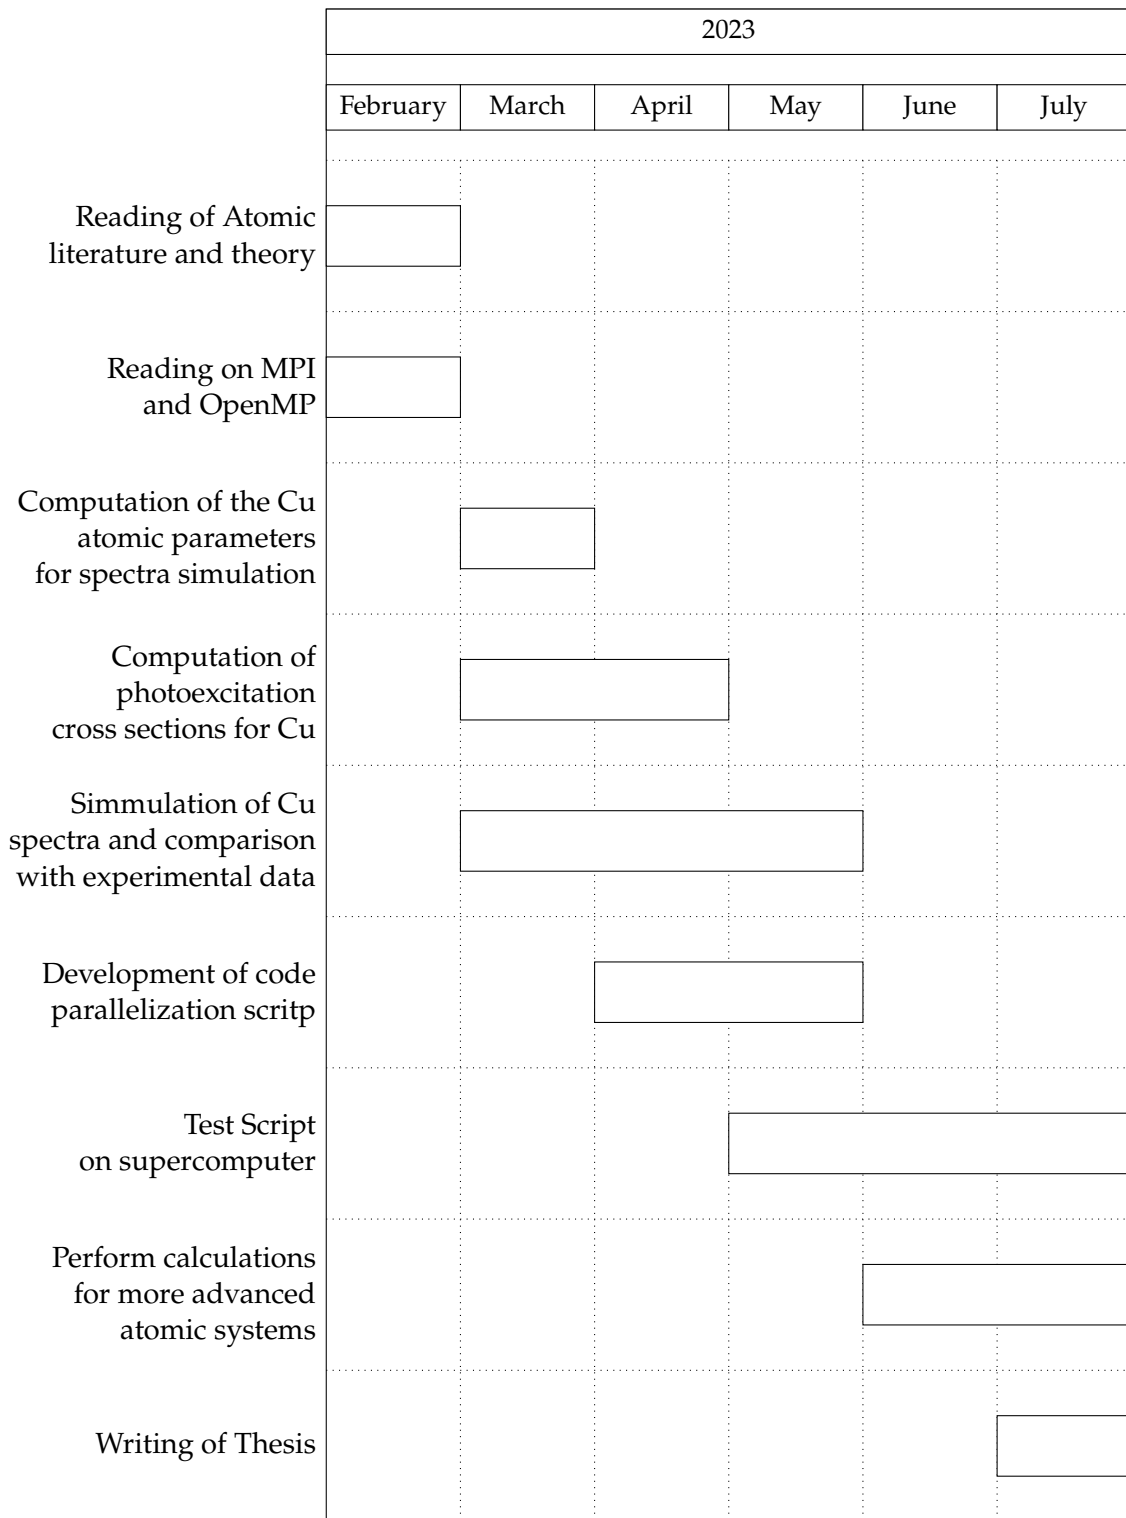 2023
February March April May June July
Reading of Atomic
literature and theory
Reading on MPI
and OpenMP
Computation of the Cu
atomic parameters
for spectra simulation
Computation of
photoexcitation
cross sections for Cu
Simmulation of Cu
spectra and comparison
with experimental data
Development of code
parallelization scritp
Test Script
on supercomputer
Perform calculations
for more advanced
atomic systems
Writing of Thesis